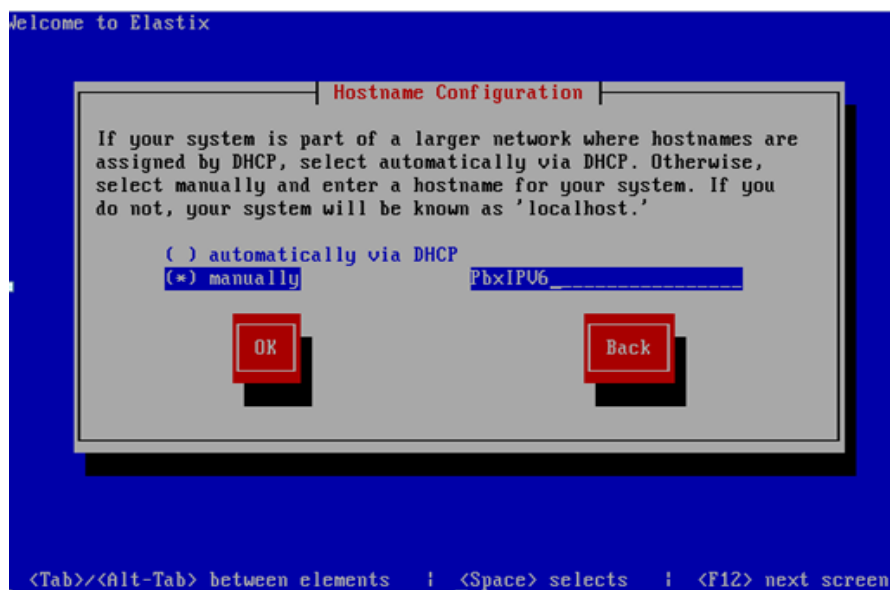 Welcome to Elastix
Hostname Configuration
If your system is part of a larger network where hostnames are
assigned by DHCP, select automatically via DHCP. Otherwise,
select manually and enter a hostname for your system. If you
do not, your system will be known as 'localhost.'
( ) automatically via DHCP
(*) manually PbxIPV6_________________
OK Back
<Tab>/<Alt-Tab> between elements | <Space> selects | <F12> next screen